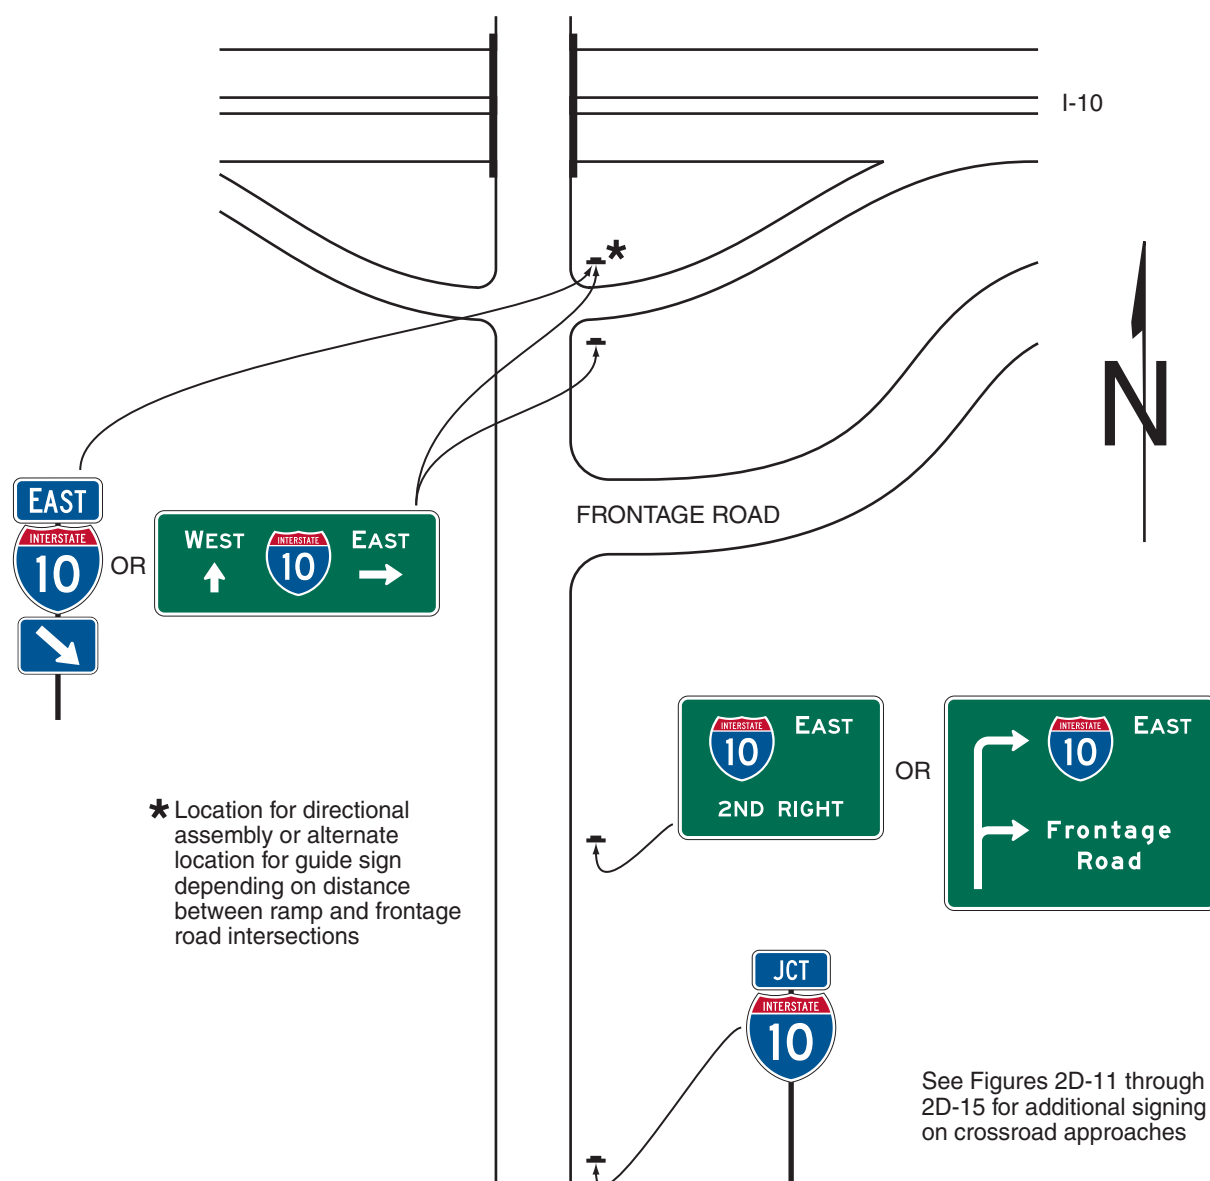 I-10
*
N
EAST
INTERSTATE
10
OR
WEST
INTERSTATE
10
EAST
FRONTAGE ROAD
INTERSTATE
10
EAST
2ND RIGHT
OR
INTERSTATE
10
EAST
Frontage
Road
* Location for directional
assembly or alternate
location for guide sign
depending on distance
between ramp and frontage
road intersections
JCT
INTERSTATE
10
See Figures 2D-11 through
2D-15 for additional signing
on crossroad approaches